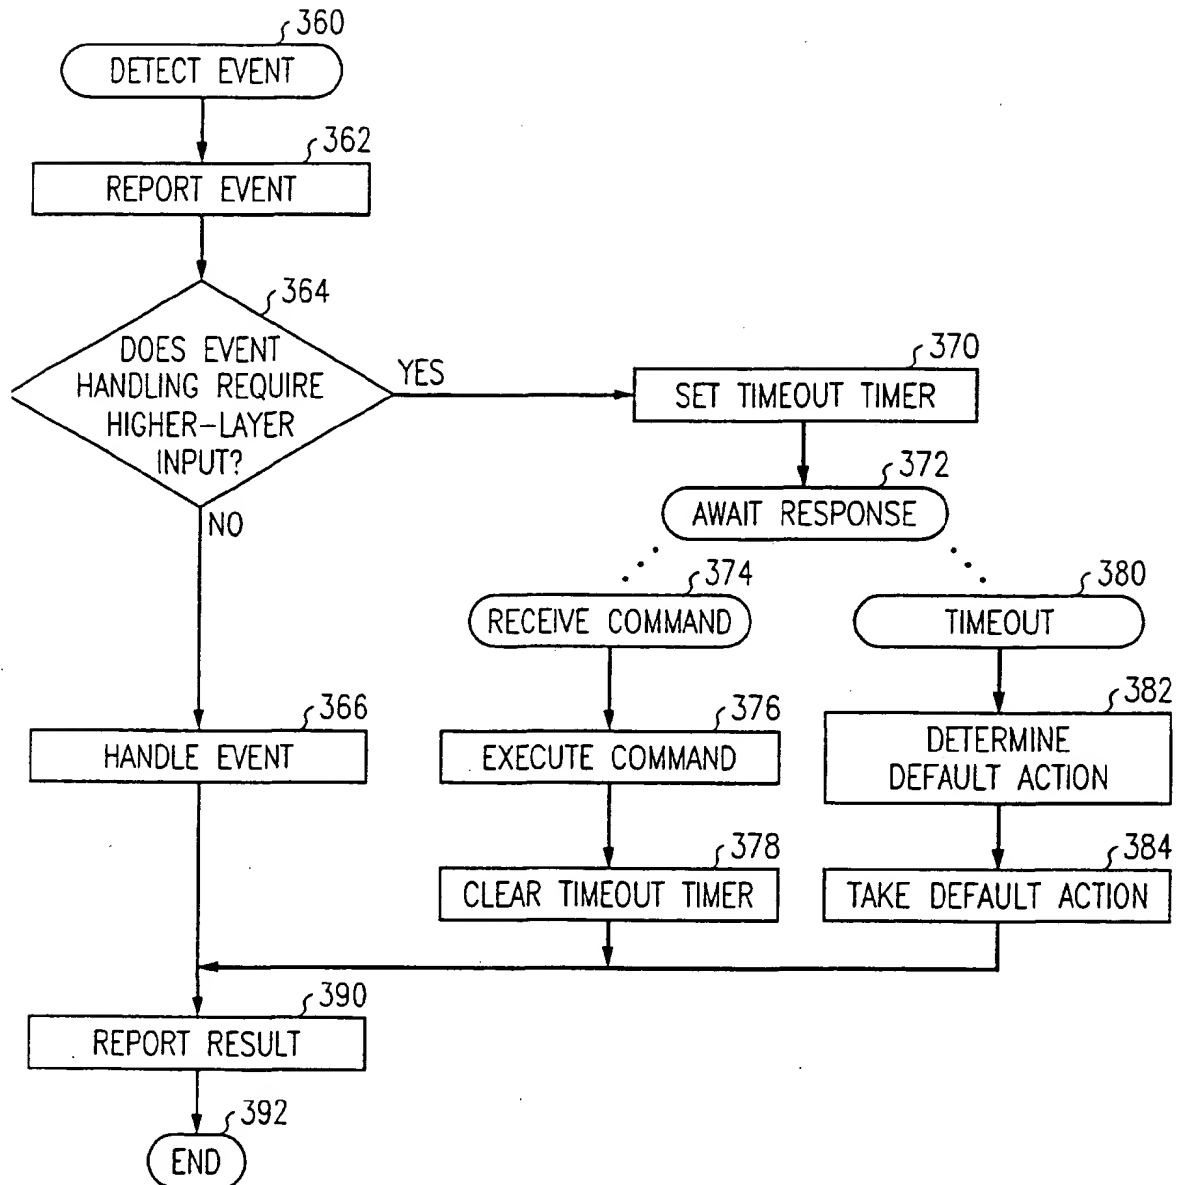 360
DETECT EVENT
362
REPORT EVENT
364
DOES EVENT
HANDLING REQUIRE
HIGHER-LAYER
INPUT?
YES
NO
370
SET TIMEOUT TIMER
372
AWAIT RESPONSE
374
RECEIVE COMMAND
380
TIMEOUT
366
HANDLE EVENT
376
EXECUTE COMMAND
382
DETERMINE
DEFAULT ACTION
378
CLEAR TIMEOUT TIMER
384
TAKE DEFAULT ACTION
390
REPORT RESULT
392
END